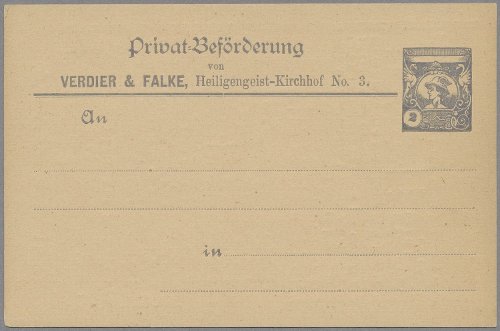 Privat-Beförderung
von
VERDIER & FALKE, Heiligengeist-Kirchhof No. 3.
2
An
in